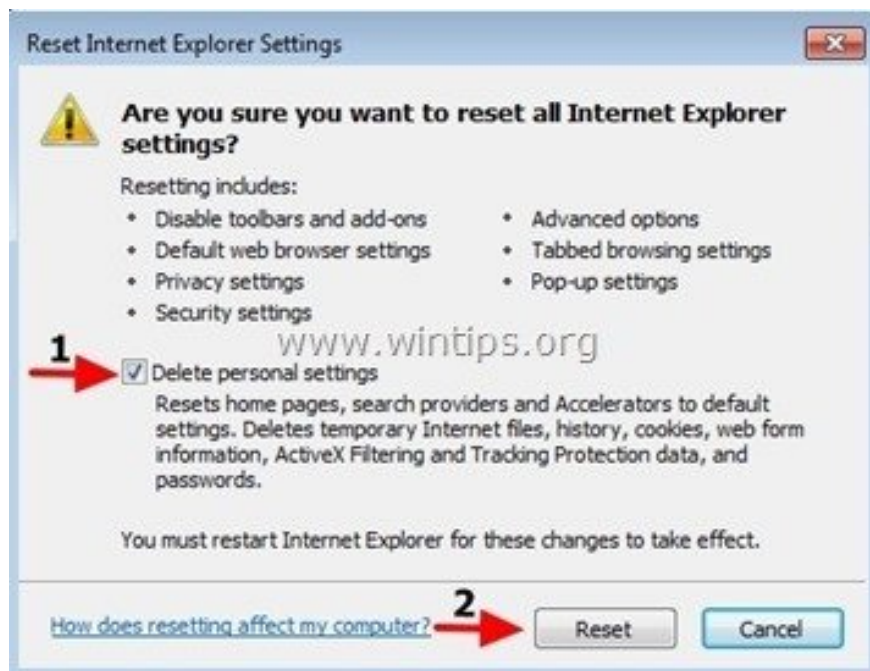 Reset Internet Explorer Settings
Are you sure you want to reset all Internet Explorer
settings?
Resetting includes:
• Disable toolbars and add-ons
• Default web browser settings
• Privacy settings
• Security settings
• Advanced options
• Tabbed browsing settings
• Pop-up settings
www.wintips.org
1
Delete personal settings
Resets home pages, search providers and Accelerators to default
settings. Deletes temporary Internet files, history, cookies, web form
information, ActiveX Filtering and Tracking Protection data, and
passwords.
You must restart Internet Explorer for these changes to take effect.
How does resetting affect my computer?
2
Reset
Cancel